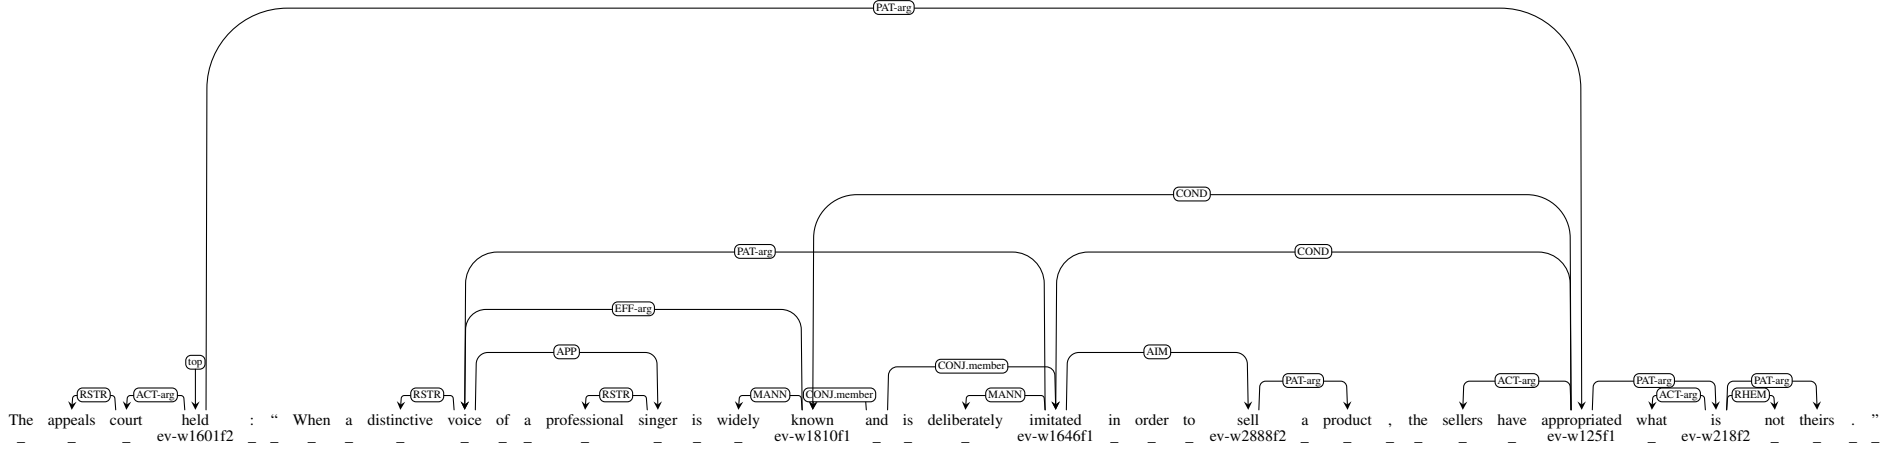 PAT-arg
COND
PAT-arg COND
EFF-arg
top APP CONJ.member AIM
RSTR ACT-arg RSTR RSTR MANN CONJ.member MANN PAT-arg ACT-arg PAT-arg ACT-arg PAT-arg RHEM
The appeals court held : “ When a distinctive voice of a professional singer is widely known and is deliberately imitated in order to sell a product , the sellers have appropriated what is not theirs . ”
_ _ _ ev-w1601f2 _ _ _ _ _ _ _ _ _ _ _ _ ev-w1810f1 _ _ _ ev-w1646f1 _ _ _ ev-w2888f2 _ _ _ _ _ _ ev-w125f1 _ ev-w218f2 _ _ _ _